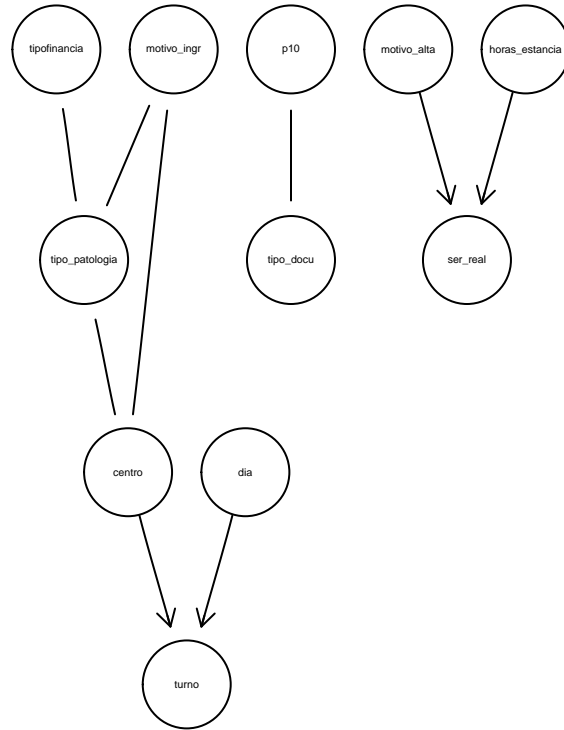 tipofinancia
motivo_ingr
p10
motivo_alta
horas_estancia
tipo_patologia
tipo_docu
ser_real
centro
dia
turno